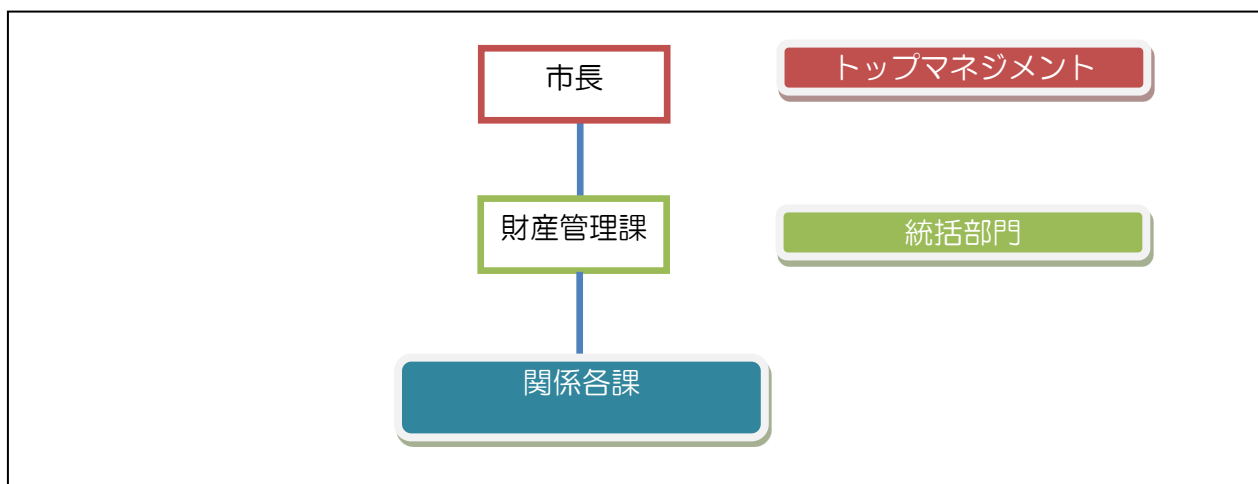 市長
トップマネジメント
財産管理課
統括部門
関係各課